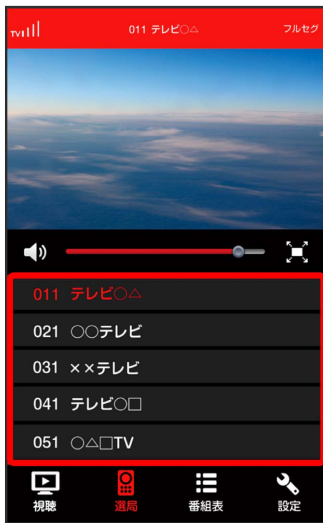 TV 011 テレビ○△ フルセグ
011 テレビ○△
021 ○○テレビ
031 ××テレビ
041 テレビ○□
051 ○△□TV
視聴 選局 番組表 設定